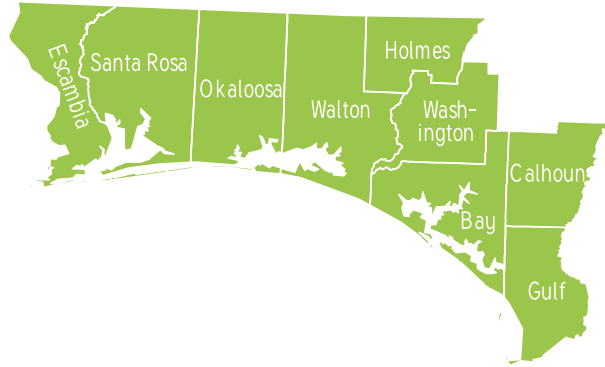 Escambia
Santa Rosa
Okaloosa
Walton
Holmes
Wash-
ington
Bay
Calhoun
Gulf